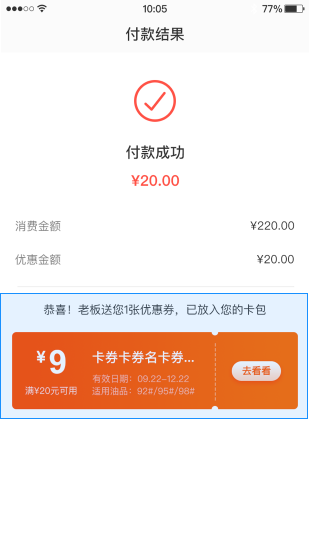 10:05
77%
付款结果
付款成功
¥20.00
消费金额 ¥220.00
优惠金额 ¥20.00
恭喜！老板送您1张优惠券，已放入您的卡包
¥9
满¥20元可用
卡券卡券名卡券...
有效日期：09.22~12.22
适用油品：92#/95#/98#
去看看